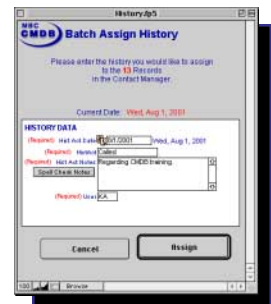 History.fp5
MBC
CMDB Batch Assign History
Please enter the history you would like to assign
to the 13 Records
in the Contact Manager.
Current Date: Wed, Aug 1, 2001
HISTORY DATA
(Required) Hist Act Date /1/2001 Wed, Aug 1, 2001
(Required) Called
(Required) Hist Act Notes Regarding CMDB training.
Spell Check Notes
(Required) User KA
Cancel
Assign
100 Browse